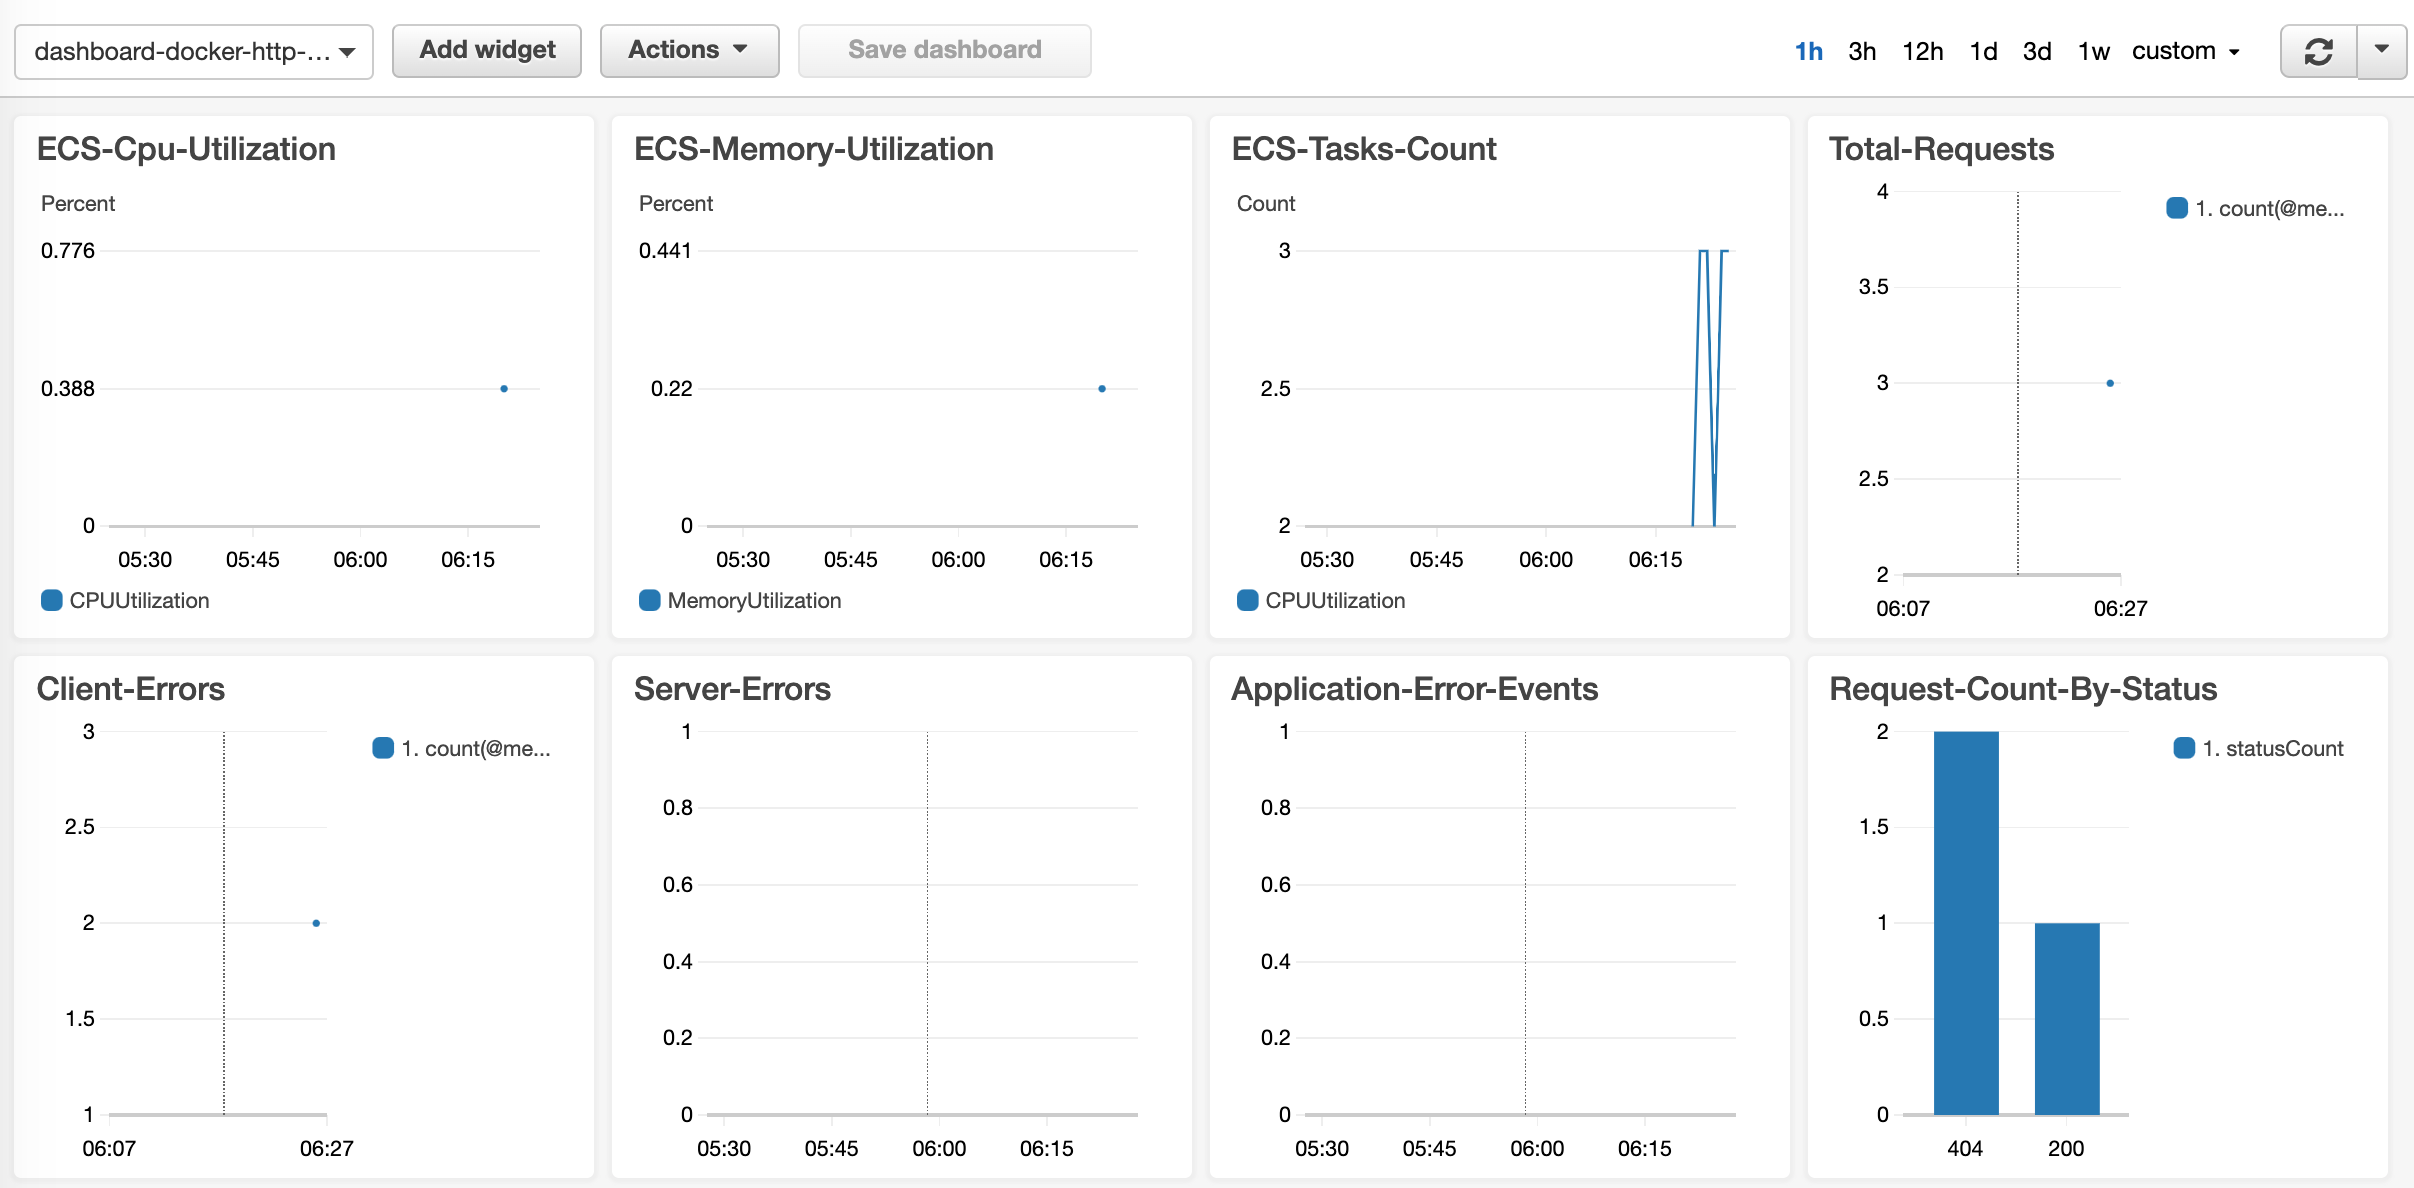 dashboard-docker-http-...
Add widget
Actions
Save dashboard
1h 3h 12h 1d 3d 1w custom
ECS-Cpu-Utilization
Percent
0.776
0.388
0
05:30 05:45 06:00 06:15
CPUUtilization
ECS-Memory-Utilization
Percent
0.441
0.22
0
05:30 05:45 06:00 06:15
MemoryUtilization
ECS-Tasks-Count
Count
3
2.5
2
05:30 05:45 06:00 06:15
CPUUtilization
Total-Requests
4
3.5
3
2.5
2
06:07 06:27
1. count(@me...
Client-Errors
3
2.5
2
1.5
1
06:07 06:27
1. count(@me...
Server-Errors
1
0.8
0.6
0.4
0.2
0
05:30 05:45 06:00 06:15
Application-Error-Events
1
0.8
0.6
0.4
0.2
0
05:30 05:45 06:00 06:15
Request-Count-By-Status
2
1.5
1
0.5
0
404 200
1. statusCount